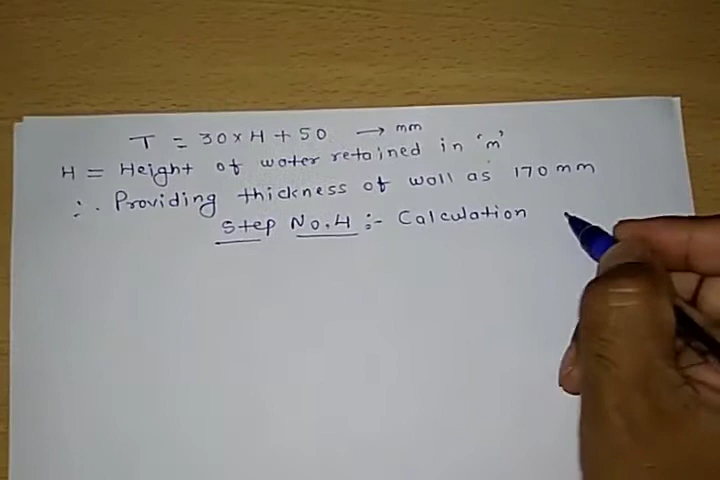 T = 30 x H + 50 → mm
H = Height of water retained in 'm'
∴ Providing thickness of wall as 170 mm
Step No.4 :- Calculation